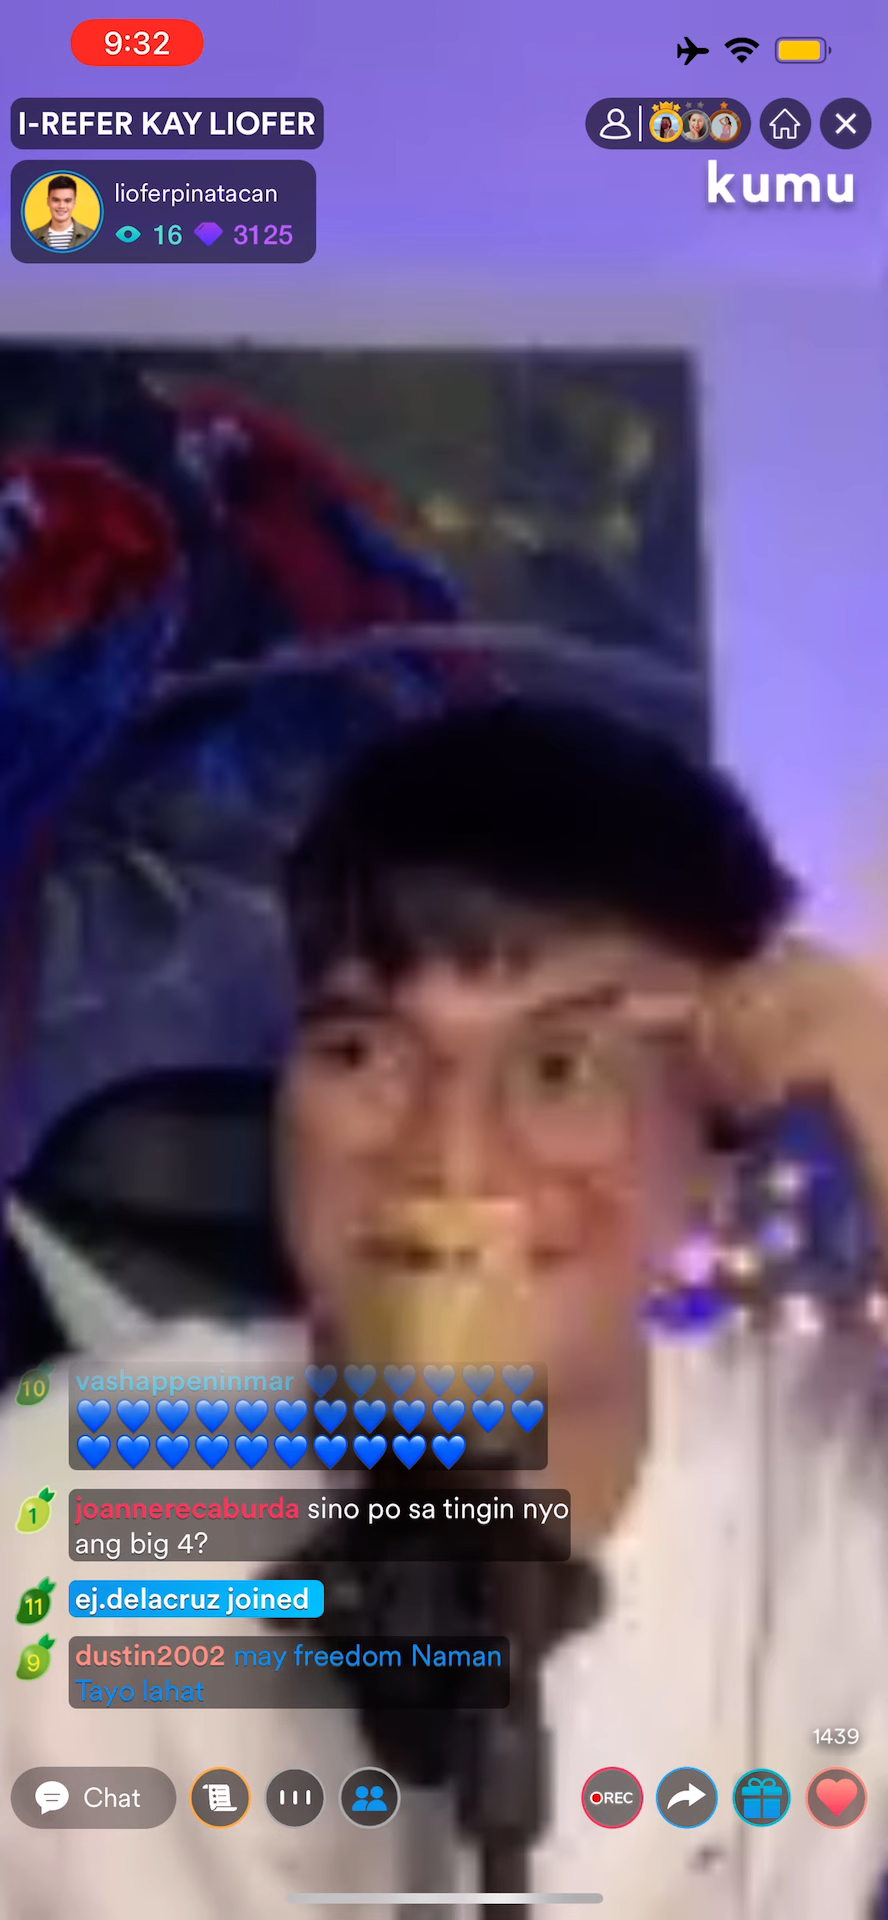 9:32
I-REFER KAY LIOFER
lioferpinatacan
16 3125
kumu
10 vashappeninmar 💙💙💙💙💙💙
💙💙💙💙💙💙💙💙💙💙💙💙
💙💙💙💙💙💙💙💙💙💙
1 joannerecaburda sino po sa tingin nyo
ang big 4?
11 ej.delacruz joined
9 dustin2002 may freedom Naman
Tayo lahat
1439
Chat
REC